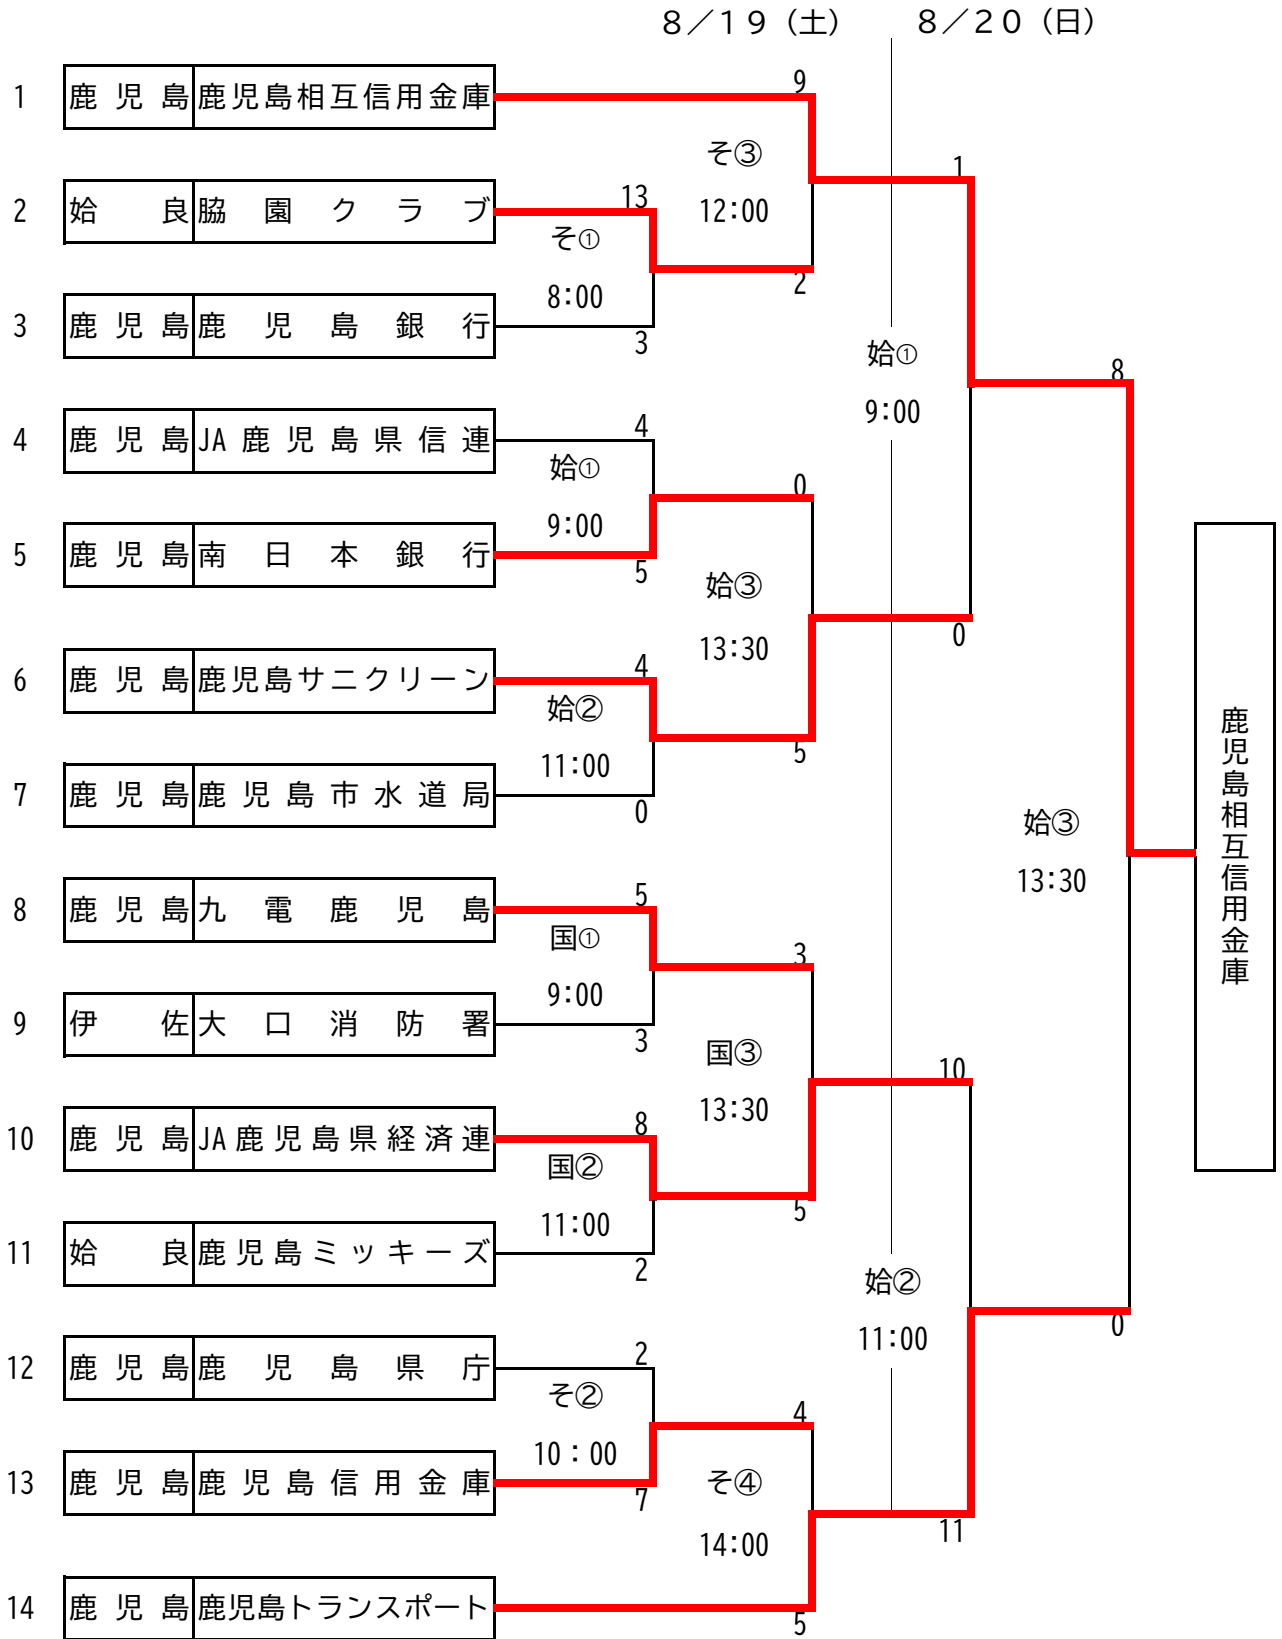 8／19（土） 8／20（日）
1 鹿児島 鹿児島相互信用金庫 9
そ③ 1
2 姶良 脇園クラブ 13 12:00
そ①
8:00 2
3 鹿児島 鹿児島銀行 3
姶① 8
9:00
4 鹿児島 JA鹿児島県信連 4
姶① 0
9:00
5 鹿児島 南日本銀行 5
姶③
13:30 0
6 鹿児島 鹿児島サニクリーン 4
姶②
11:00 5
7 鹿児島 鹿児島市水道局 0
姶③
13:30
鹿児島相互信用金庫
8 鹿児島 九電鹿児島 5
国① 3
9:00
9 伊佐 大口消防署 3
国③ 10
13:30
10 鹿児島 JA鹿児島県経済連 8
国②
11:00 5
11 姶良 鹿児島ミッキーズ 2
姶②
11:00 0
12 鹿児島 鹿児島県庁 2
そ② 4
10：00
13 鹿児島 鹿児島信用金庫 7
そ④
14:00 11
14 鹿児島 鹿児島トランスポート 5